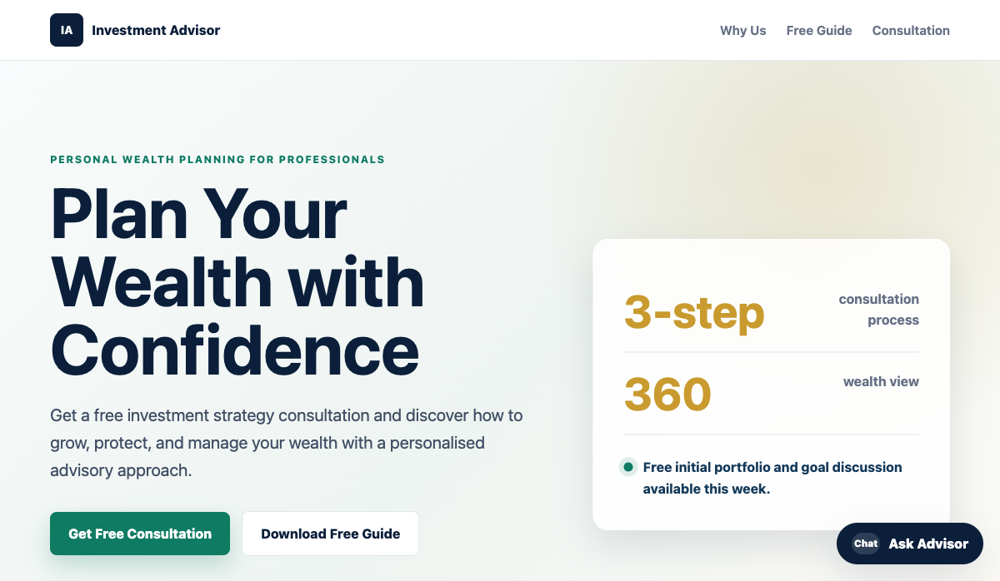 IA
Investment Advisor
Why Us
Free Guide
Consultation
PERSONAL WEALTH PLANNING FOR PROFESSIONALS
Plan Your
Wealth with
Confidence
Get a free investment strategy consultation and discover how to
grow, protect, and manage your wealth with a personalised
advisory approach.
Get Free Consultation
Download Free Guide
3-step
consultation
process
360
wealth view
Free initial portfolio and goal discussion
available this week.
Chat
Ask Advisor